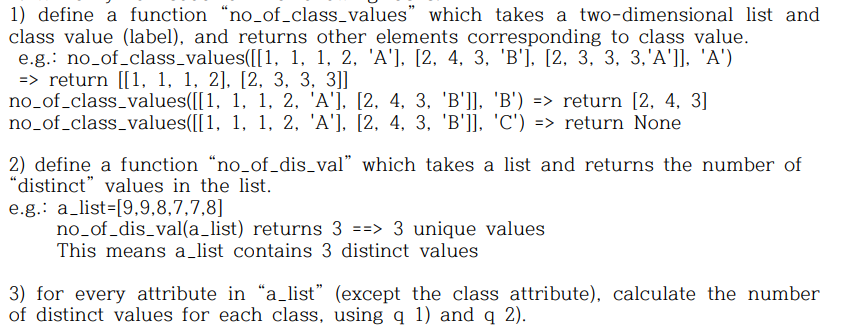 1) define a function “no_of_class_values” which takes a two-dimensional list and
class value (label), and returns other elements corresponding to class value.
e.g.: no_of_class_values([[1, 1, 1, 2, 'A'], [2, 4, 3, 'B'], [2, 3, 3, 3,'A']], 'A')
=> return [[1, 1, 1, 2], [2, 3, 3, 3]]
no_of_class_values([[1, 1, 1, 2, 'A'], [2, 4, 3, 'B']], 'B') => return [2, 4, 3]
no_of_class_values([[1, 1, 1, 2, 'A'], [2, 4, 3, 'B']], 'C') => return None
2) define a function “no_of_dis_val” which takes a list and returns the number of
“distinct” values in the list.
e.g.: a_list=[9,9,8,7,7,8]
no_of_dis_val(a_list) returns 3 ==> 3 unique values
This means a_list contains 3 distinct values
3) for every attribute in “a_list” (except the class attribute), calculate the number
of distinct values for each class, using q 1) and q 2).